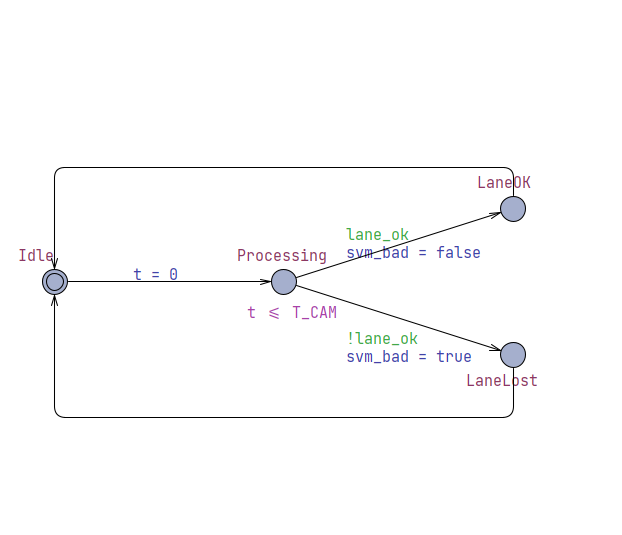 LaneOK
lane_ok
svm_bad = false
Idle
Processing
t = 0
t ≤ T_CAM
!lane_ok
svm_bad = true
LaneLost